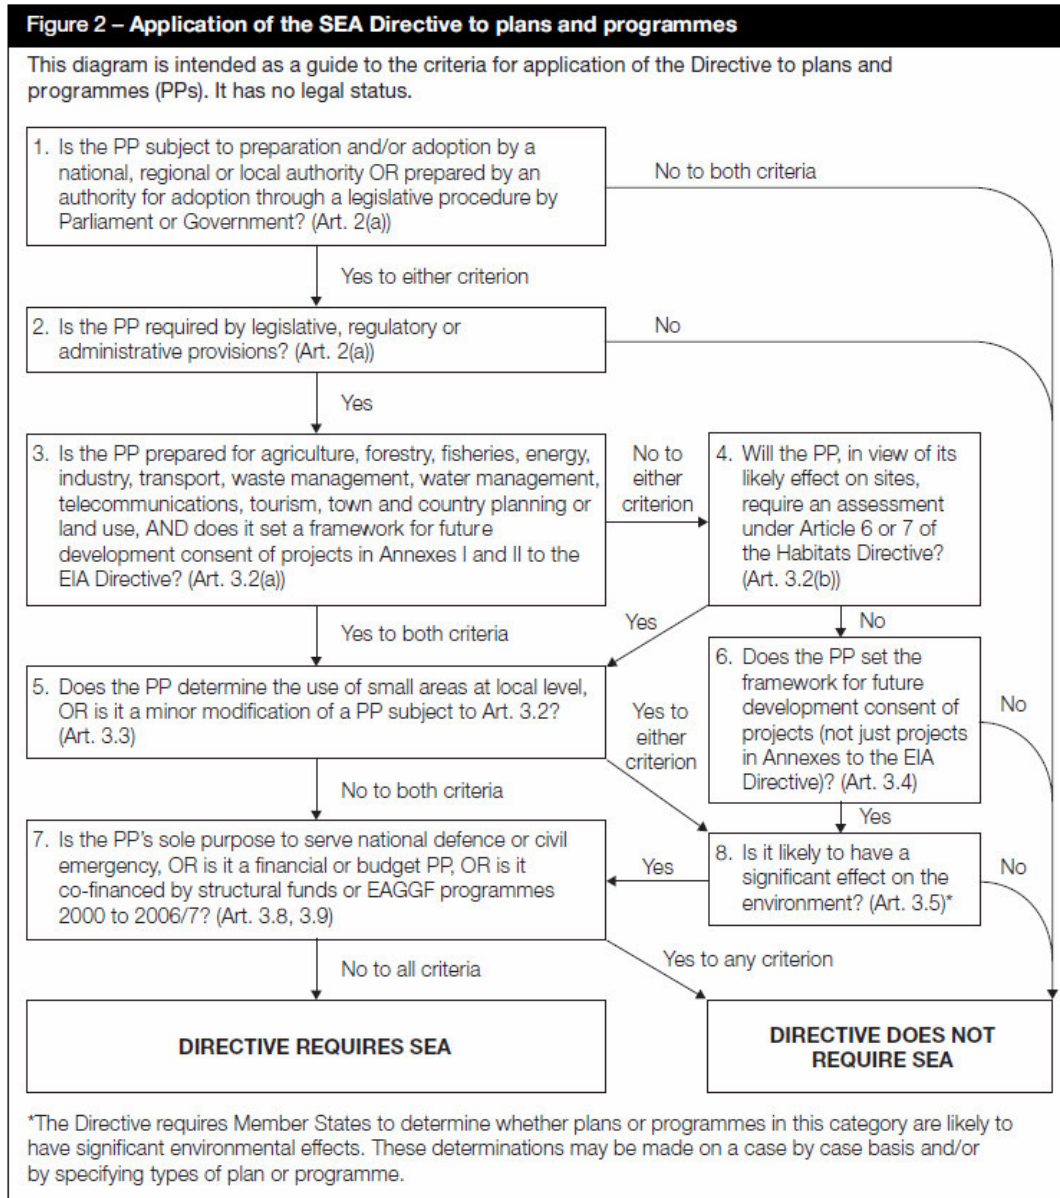 Figure 2 – Application of the SEA Directive to plans and programmes
This diagram is intended as a guide to the criteria for application of the Directive to plans and
programmes (PPs). It has no legal status.
1. Is the PP subject to preparation and/or adoption by a
national, regional or local authority OR prepared by an
authority for adoption through a legislative procedure by
Parliament or Government? (Art. 2(a))
No to both criteria
Yes to either criterion
2. Is the PP required by legislative, regulatory or
administrative provisions? (Art. 2(a))
No
Yes
3. Is the PP prepared for agriculture, forestry, fisheries, energy,
industry, transport, waste management, water management,
telecommunications, tourism, town and country planning or
land use, AND does it set a framework for future
development consent of projects in Annexes I and II to the
EIA Directive? (Art. 3.2(a))
No to
either
criterion
4. Will the PP, in view of its
likely effect on sites,
require an assessment
under Article 6 or 7 of
the Habitats Directive?
(Art. 3.2(b))
Yes to both criteria
Yes
No
5. Does the PP determine the use of small areas at local level,
OR is it a minor modification of a PP subject to Art. 3.2?
(Art. 3.3)
Yes to
either
criterion
6. Does the PP set the
framework for future
development consent of
projects (not just projects
in Annexes to the EIA
Directive)? (Art. 3.4)
No
No to both criteria
Yes
7. Is the PP's sole purpose to serve national defence or civil
emergency, OR is it a financial or budget PP, OR is it
co-financed by structural funds or EAGGF programmes
2000 to 2006/7? (Art. 3.8, 3.9)
Yes
8. Is it likely to have a
significant effect on the
environment? (Art. 3.5)*
No
No to all criteria
Yes to any criterion
DIRECTIVE REQUIRES SEA
DIRECTIVE DOES NOT
REQUIRE SEA
*The Directive requires Member States to determine whether plans or programmes in this category are likely to
have significant environmental effects. These determinations may be made on a case by case basis and/or
by specifying types of plan or programme.